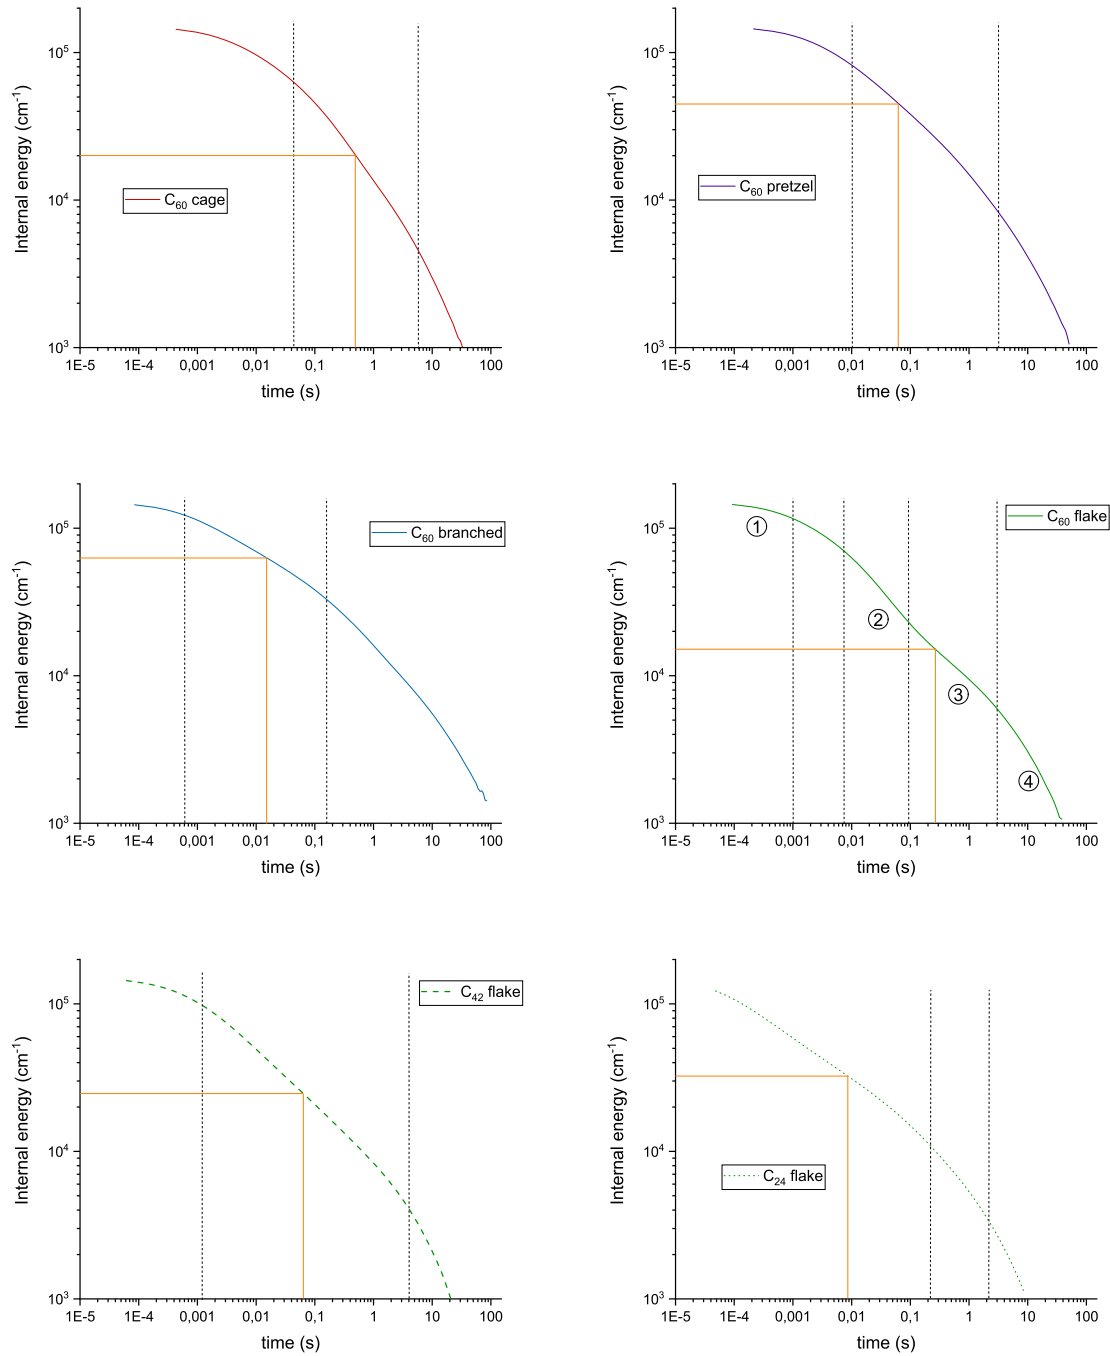 10⁵
10⁴
10³
Internal energy (cm⁻¹)
C₆₀ cage
1E-5 1E-4 0,001 0,01 0,1 1 10 100
time (s)
10⁵
10⁴
10³
Internal energy (cm⁻¹)
C₆₀ pretzel
1E-5 1E-4 0,001 0,01 0,1 1 10 100
time (s)
10⁵
10⁴
10³
Internal energy (cm⁻¹)
C₆₀ branched
1E-5 1E-4 0,001 0,01 0,1 1 10 100
time (s)
10⁵
10⁴
10³
Internal energy (cm⁻¹)
C₆₀ flake
①
②
③
④
1E-5 1E-4 0,001 0,01 0,1 1 10 100
time (s)
10⁵
10⁴
10³
Internal energy (cm⁻¹)
C₄₂ flake
1E-5 1E-4 0,001 0,01 0,1 1 10 100
time (s)
10⁵
10⁴
10³
Internal energy (cm⁻¹)
C₂₄ flake
1E-5 1E-4 0,001 0,01 0,1 1 10 100
time (s)